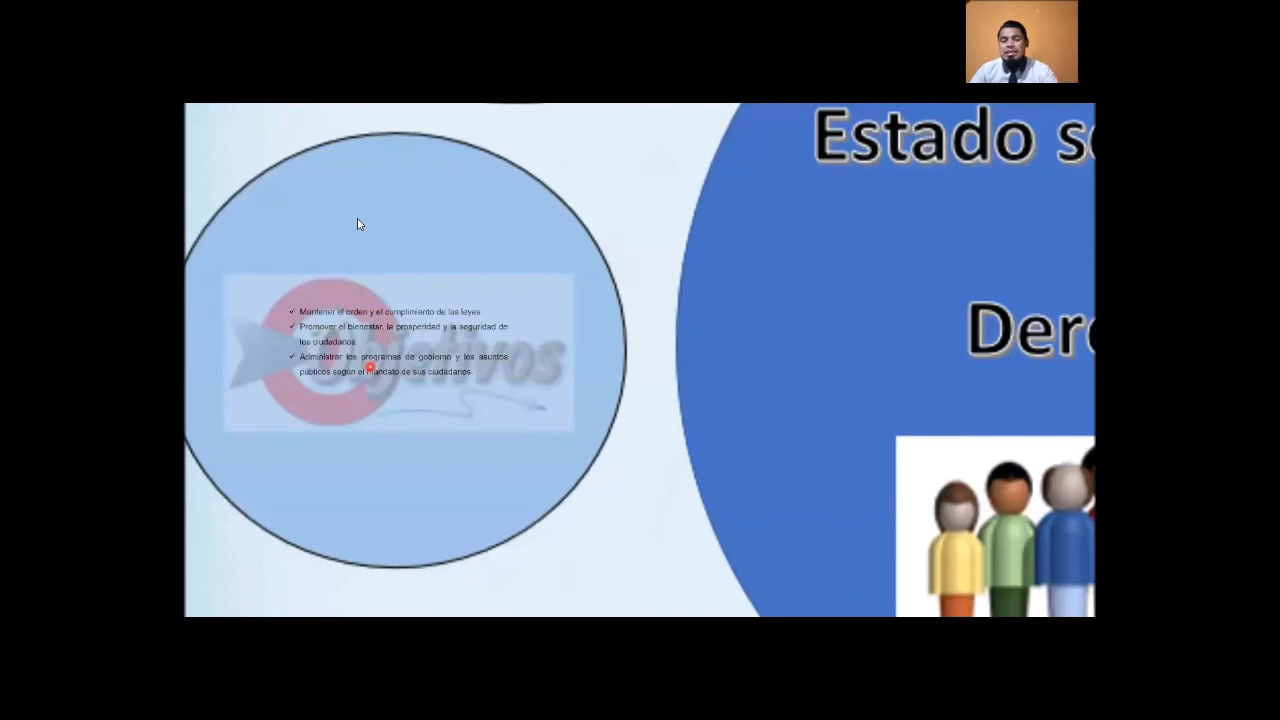 Estado s
✓ Mantener el orden y el cumplimiento de las leyes.
✓ Promover el bienestar, la prosperidad y la seguridad de
los ciudadanos.
✓ Administrar los programas de gobierno y los asuntos
públicos según el mandato de sus ciudadanos.
Objetivos
Dere